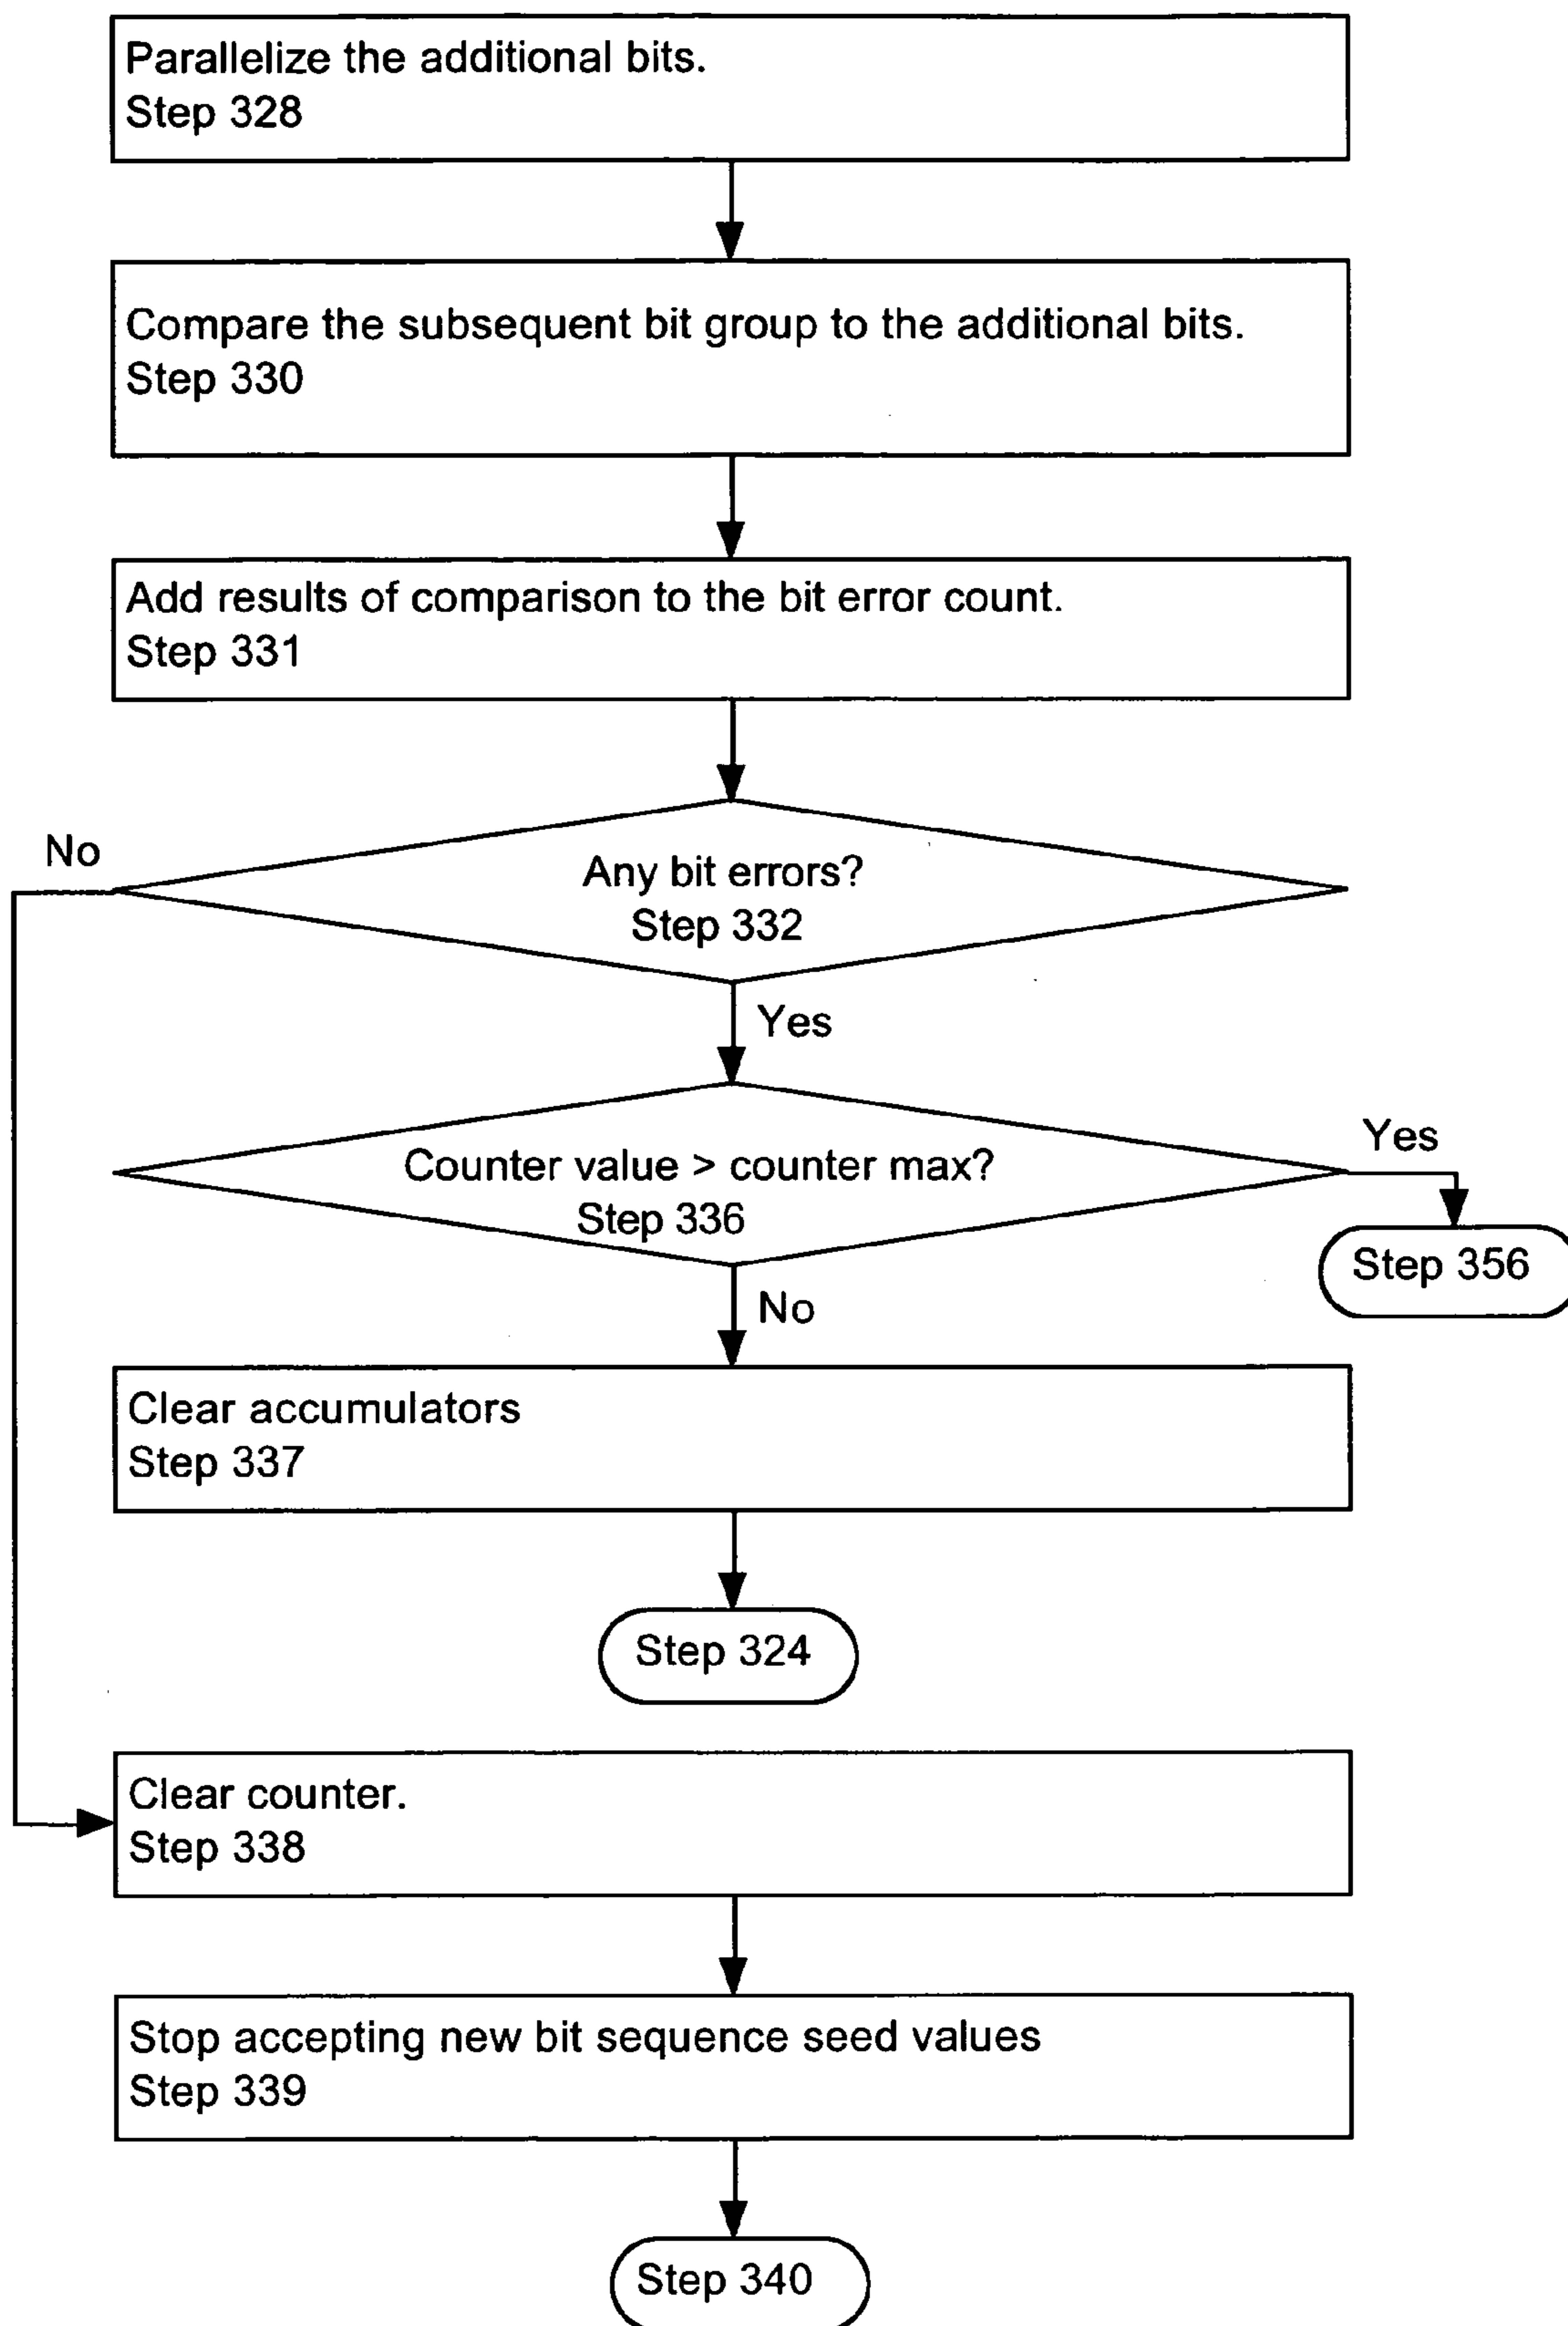 Parallelize the additional bits.
Step 328
Compare the subsequent bit group to the additional bits.
Step 330
Add results of comparison to the bit error count.
Step 331
No
Any bit errors?
Step 332
Yes
Counter value > counter max?
Step 336
Yes
Step 356
No
Clear accumulators
Step 337
Step 324
Clear counter.
Step 338
Stop accepting new bit sequence seed values
Step 339
Step 340